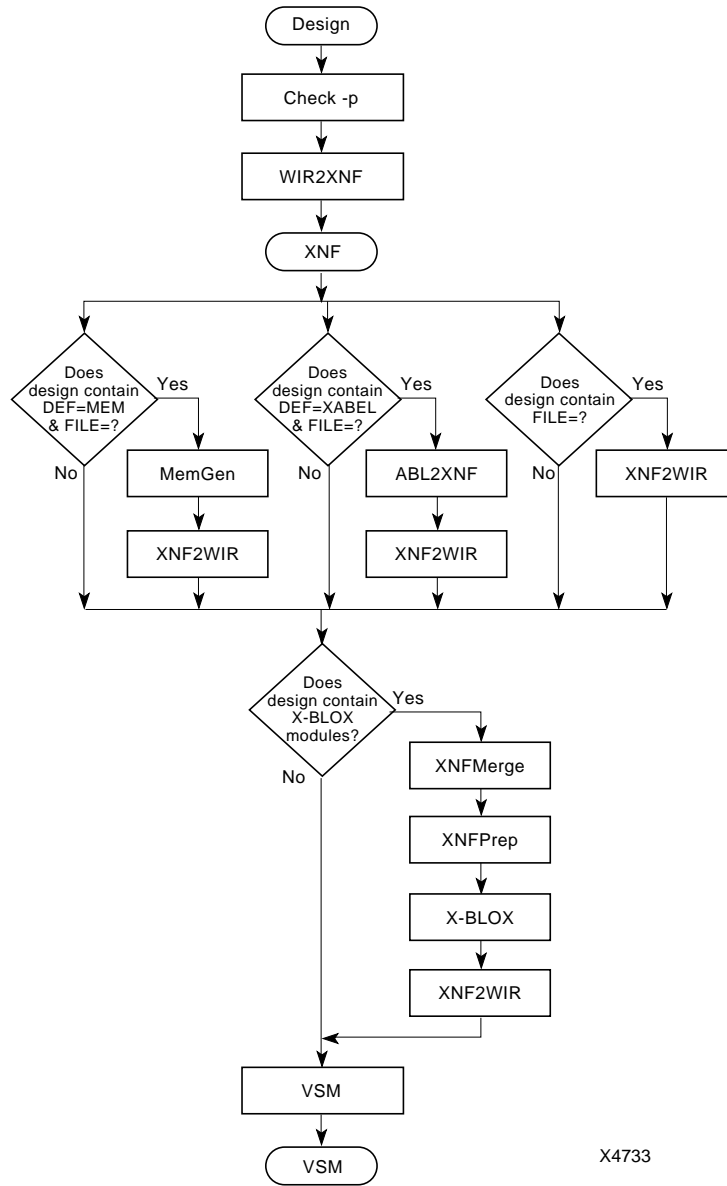 Design
Check -p
WIR2XNF
XNF
Does
design contain
DEF=MEM
& FILE=?
Yes
No
MemGen
XNF2WIR
Does
design contain
DEF=XABEL
& FILE=?
Yes
No
ABL2XNF
XNF2WIR
Does
design contain
FILE=?
Yes
No
XNF2WIR
Does
design contain
X-BLOX
modules?
Yes
No
XNFMerge
XNFPrep
X-BLOX
XNF2WIR
VSM
VSM
X4733